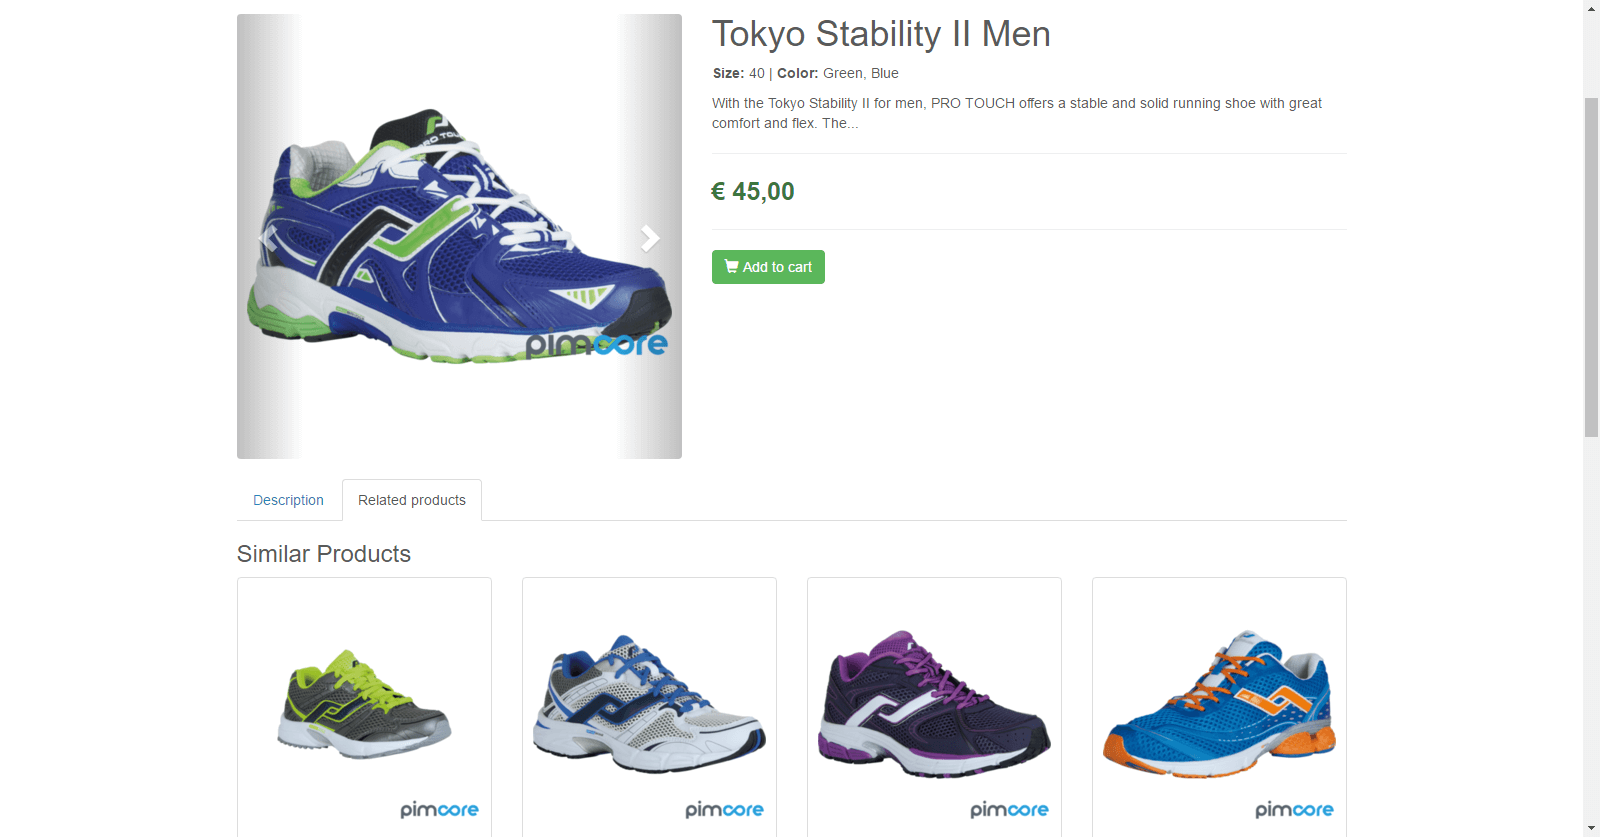 Tokyo Stability II Men
Size: 40 | Color: Green, Blue
With the Tokyo Stability II for men, PRO TOUCH offers a stable and solid running shoe with great
comfort and flex. The...
€ 45,00
Add to cart
PRO TOU
pimcore
Description
Related products
Similar Products
pimcore
pimcore
pimcore
pimcore